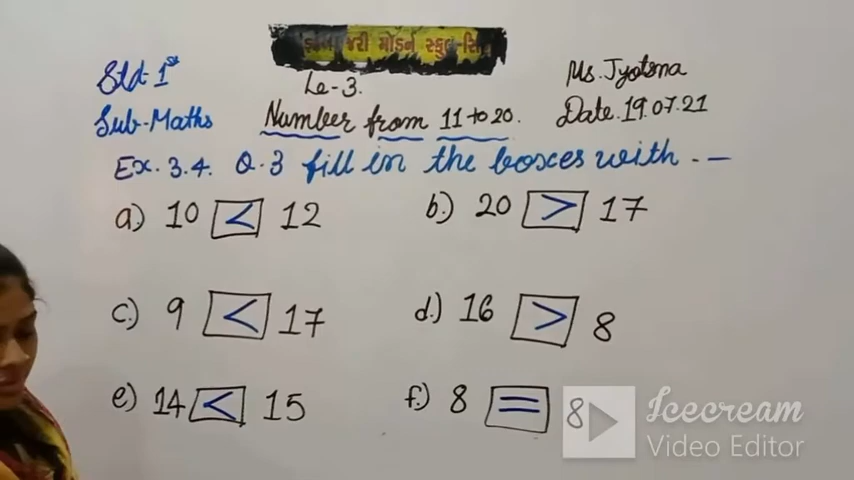 જરી મોડર્ન સ્કુલ-સિ
Std-1st
Le-3.
Ms. Jyotsna
Sub-Maths
Number from 11 to 20.
Date.19.07.21
Ex. 3.4. Q.3 fill in the boxes with .-—
a.) 10 < 12
b.) 20 > 17
c.) 9 < 17
d.) 16 > 8
e.) 14 < 15
f.) 8 = 8
Icecream
Video Editor